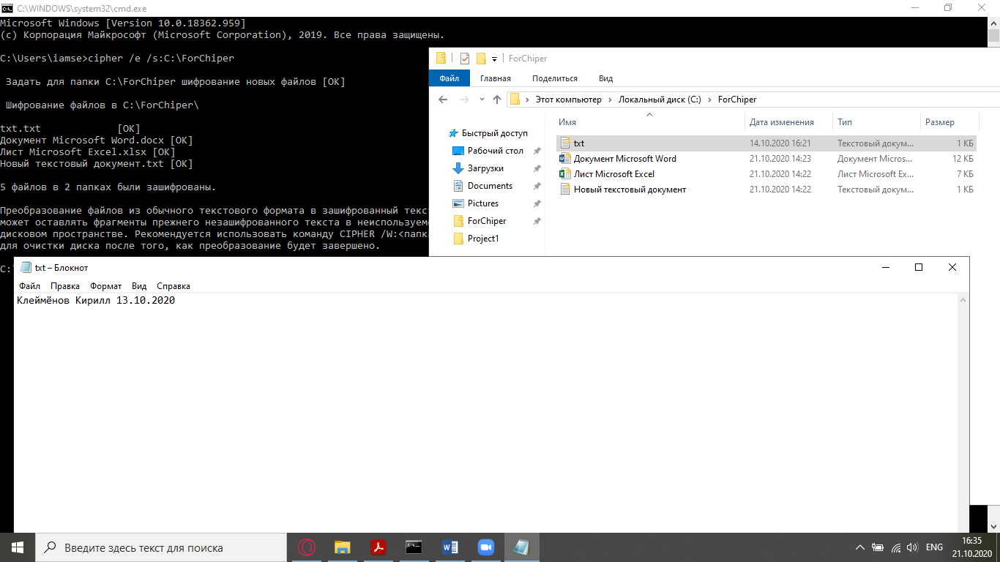 C:\WINDOWS\system32\cmd.exe
Microsoft Windows [Version 10.0.18362.959]
(c) Корпорация Майкрософт (Microsoft Corporation), 2019. Все права защищены.
C:\Users\iamse>cipher /e /s:C:\ForChiper
Задать для папки C:\ForChiper шифрование новых файлов [OK]
Шифрование файлов в C:\ForChiper\
txt.txt [OK]
Документ Microsoft Word.docx [OK]
Лист Microsoft Excel.xlsx [OK]
Новый текстовый документ.txt [OK]
5 файлов в 2 папках были зашифрованы.
Преобразование файлов из обычного текстового формата в зашифрованный текс
может оставлять фрагменты прежнего незашифрованного текста в неиспользуем
дисковом пространстве. Рекомендуется использовать команду CIPHER /W:<папк
для очистки диска после того, как преобразование будет завершено.
C:\
ForChiper
Файл Главная Поделиться Вид
Этот компьютер Локальный диск (C:) ForChiper
Быстрый доступ
Рабочий стол
Загрузки
Documents
Pictures
ForChiper
Project1
Имя Дата изменения Тип Размер
txt 14.10.2020 16:21 Текстовый докум... 1 КБ
Документ Microsoft Word 21.10.2020 14:23 Документ Micros... 12 КБ
Лист Microsoft Excel 21.10.2020 14:22 Лист Microsoft Ex... 7 КБ
Новый текстовый документ 21.10.2020 14:22 Текстовый докум... 1 КБ
txt – Блокнот
Файл Правка Формат Вид Справка
Клеймёнов Кирилл 13.10.2020
Введите здесь текст для поиска
ENG
16:35
21.10.2020